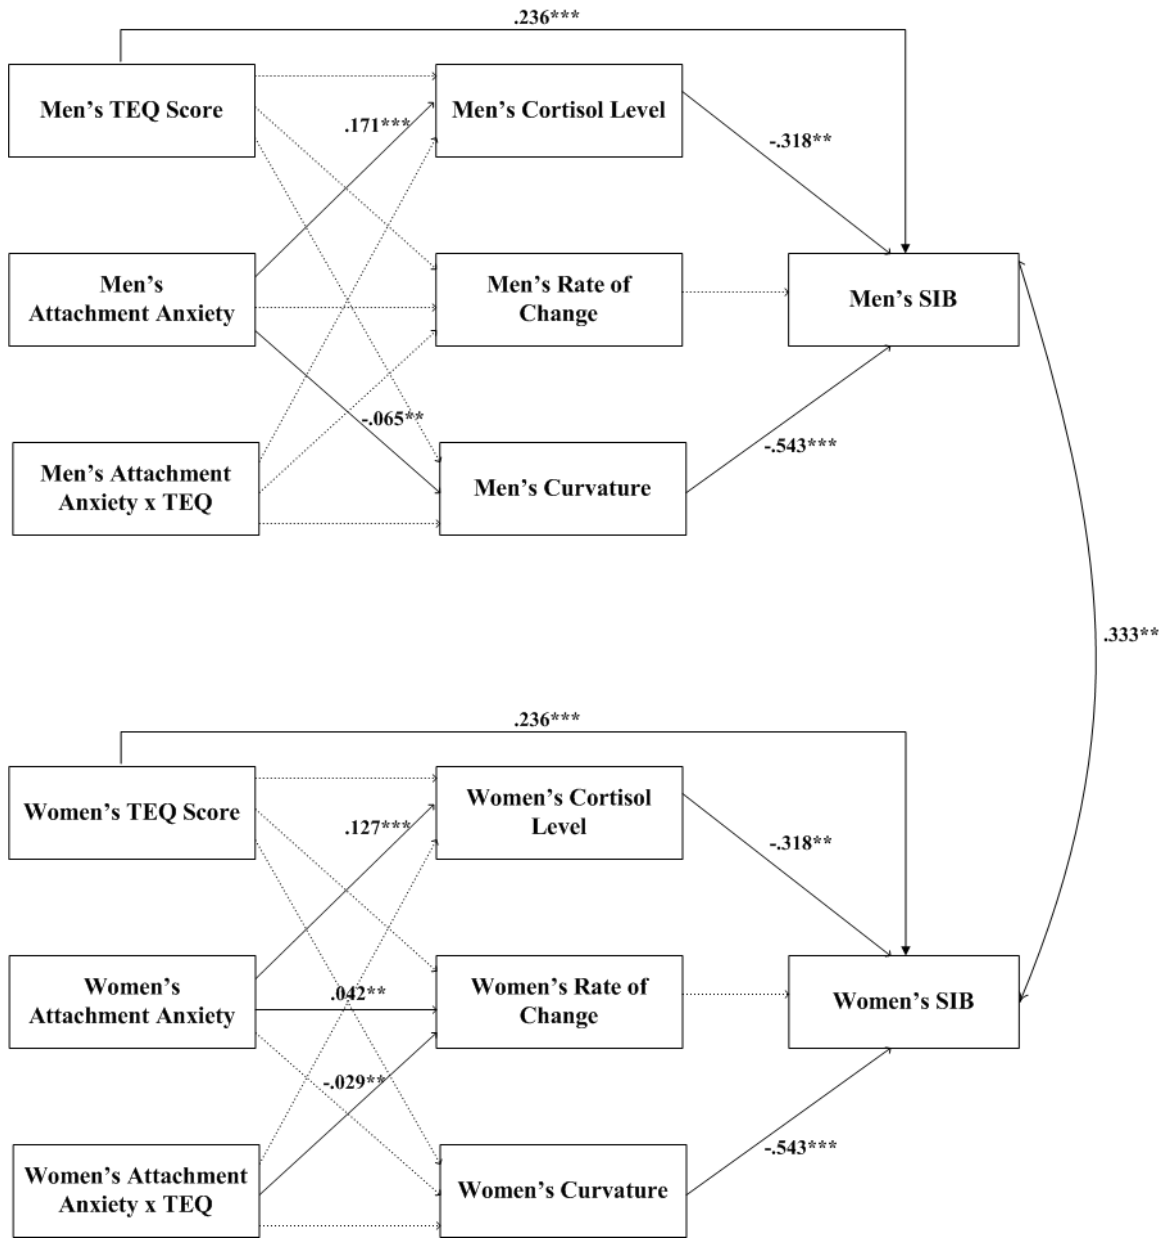 .236***
Men’s TEQ Score
Men’s Cortisol Level
.171***
-.318**
Men’s
Attachment Anxiety
Men’s Rate of
Change
Men’s SIB
-.065**
-.543***
Men’s Attachment
Anxiety x TEQ
Men’s Curvature
.333**
.236***
Women’s TEQ Score
Women’s Cortisol
Level
.127***
-.318**
Women’s
Attachment Anxiety
.042**
Women’s Rate of
Change
Women’s SIB
-.029**
-.543***
Women’s Attachment
Anxiety x TEQ
Women’s Curvature